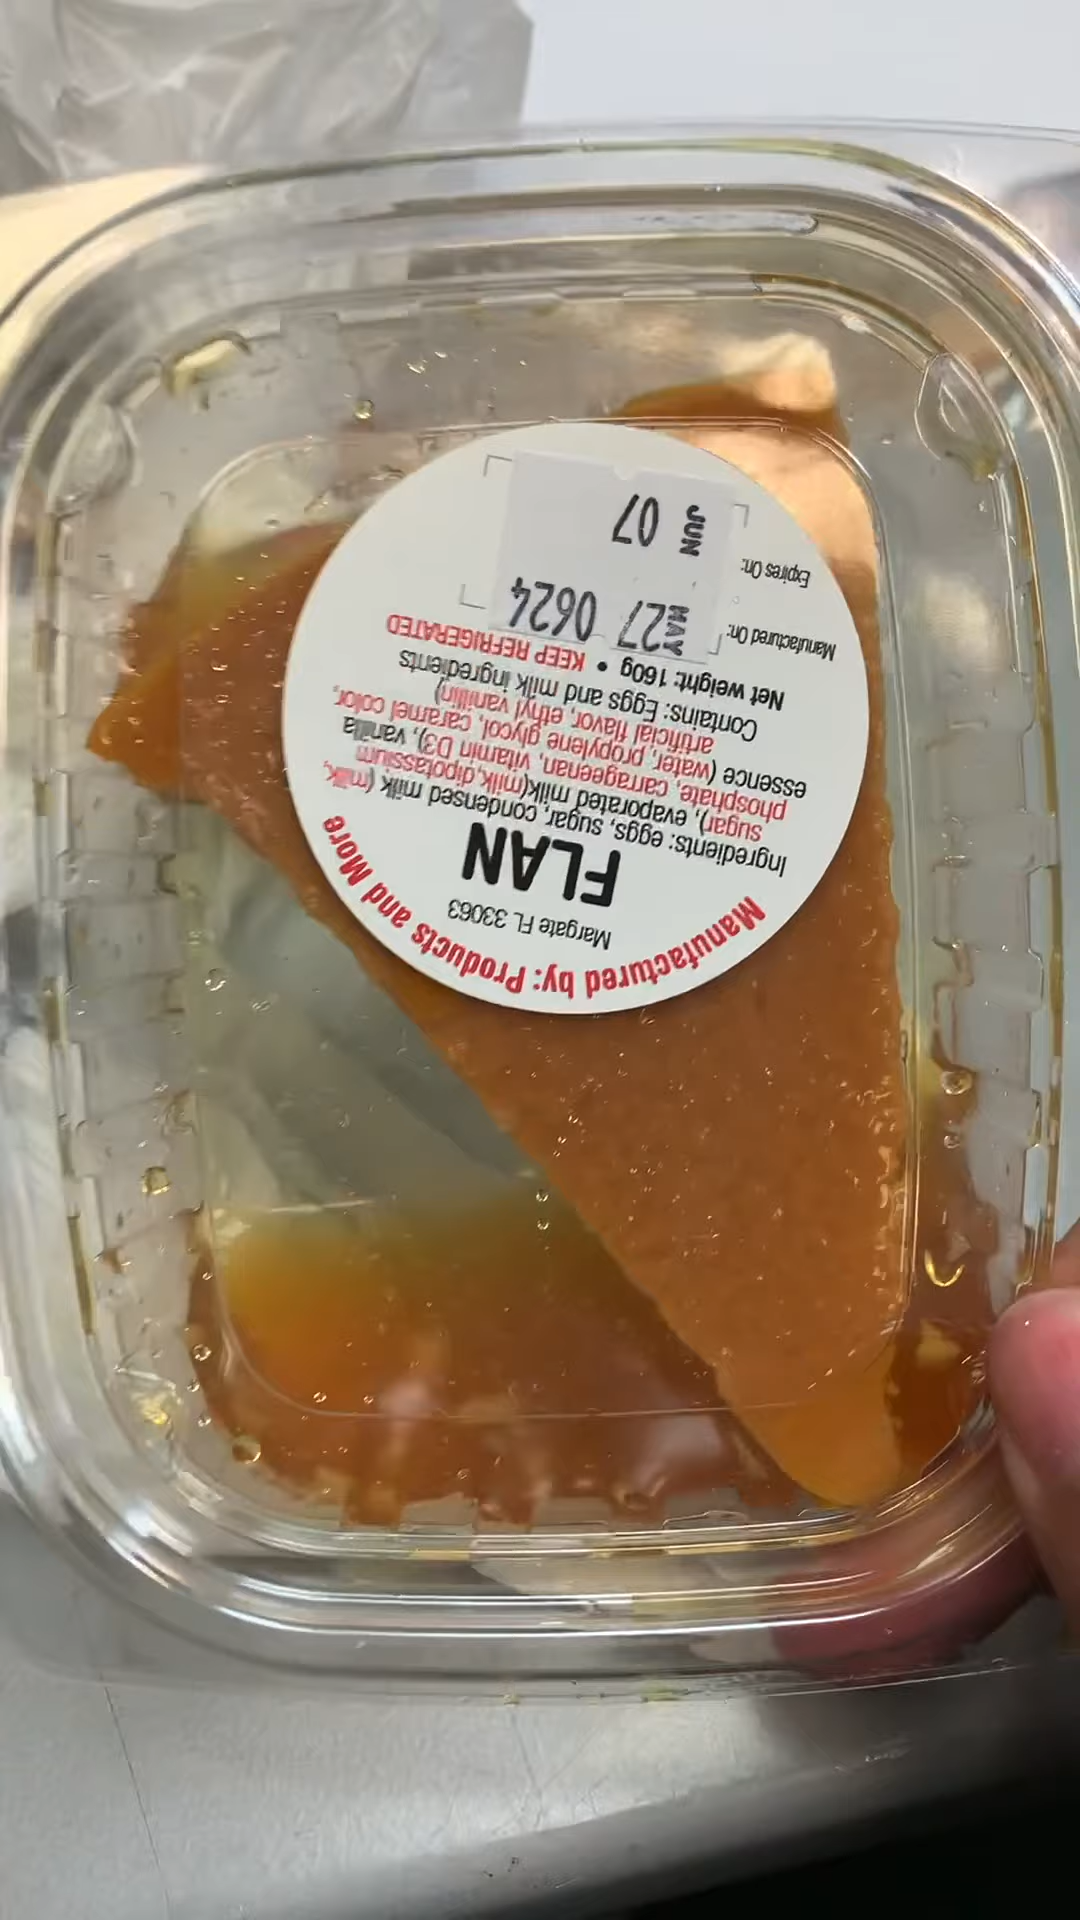 Manufactured by: Products and More
Margate FL 33063
FLAN
Ingredients: eggs, sugar, condensed milk (milk,
sugar), evaporated milk(milk,dipotassium
phosphate, carrageenan, vitamin D3), vanilla
essence (water, propylene glycol, caramel color,
artificial flavor, ethyl vanillin)
Contains: Eggs and milk ingredients
Net weight: 160g • KEEP REFRIGERATED
Manufactured On: MAY 27 0624
Expires On: JUN 07